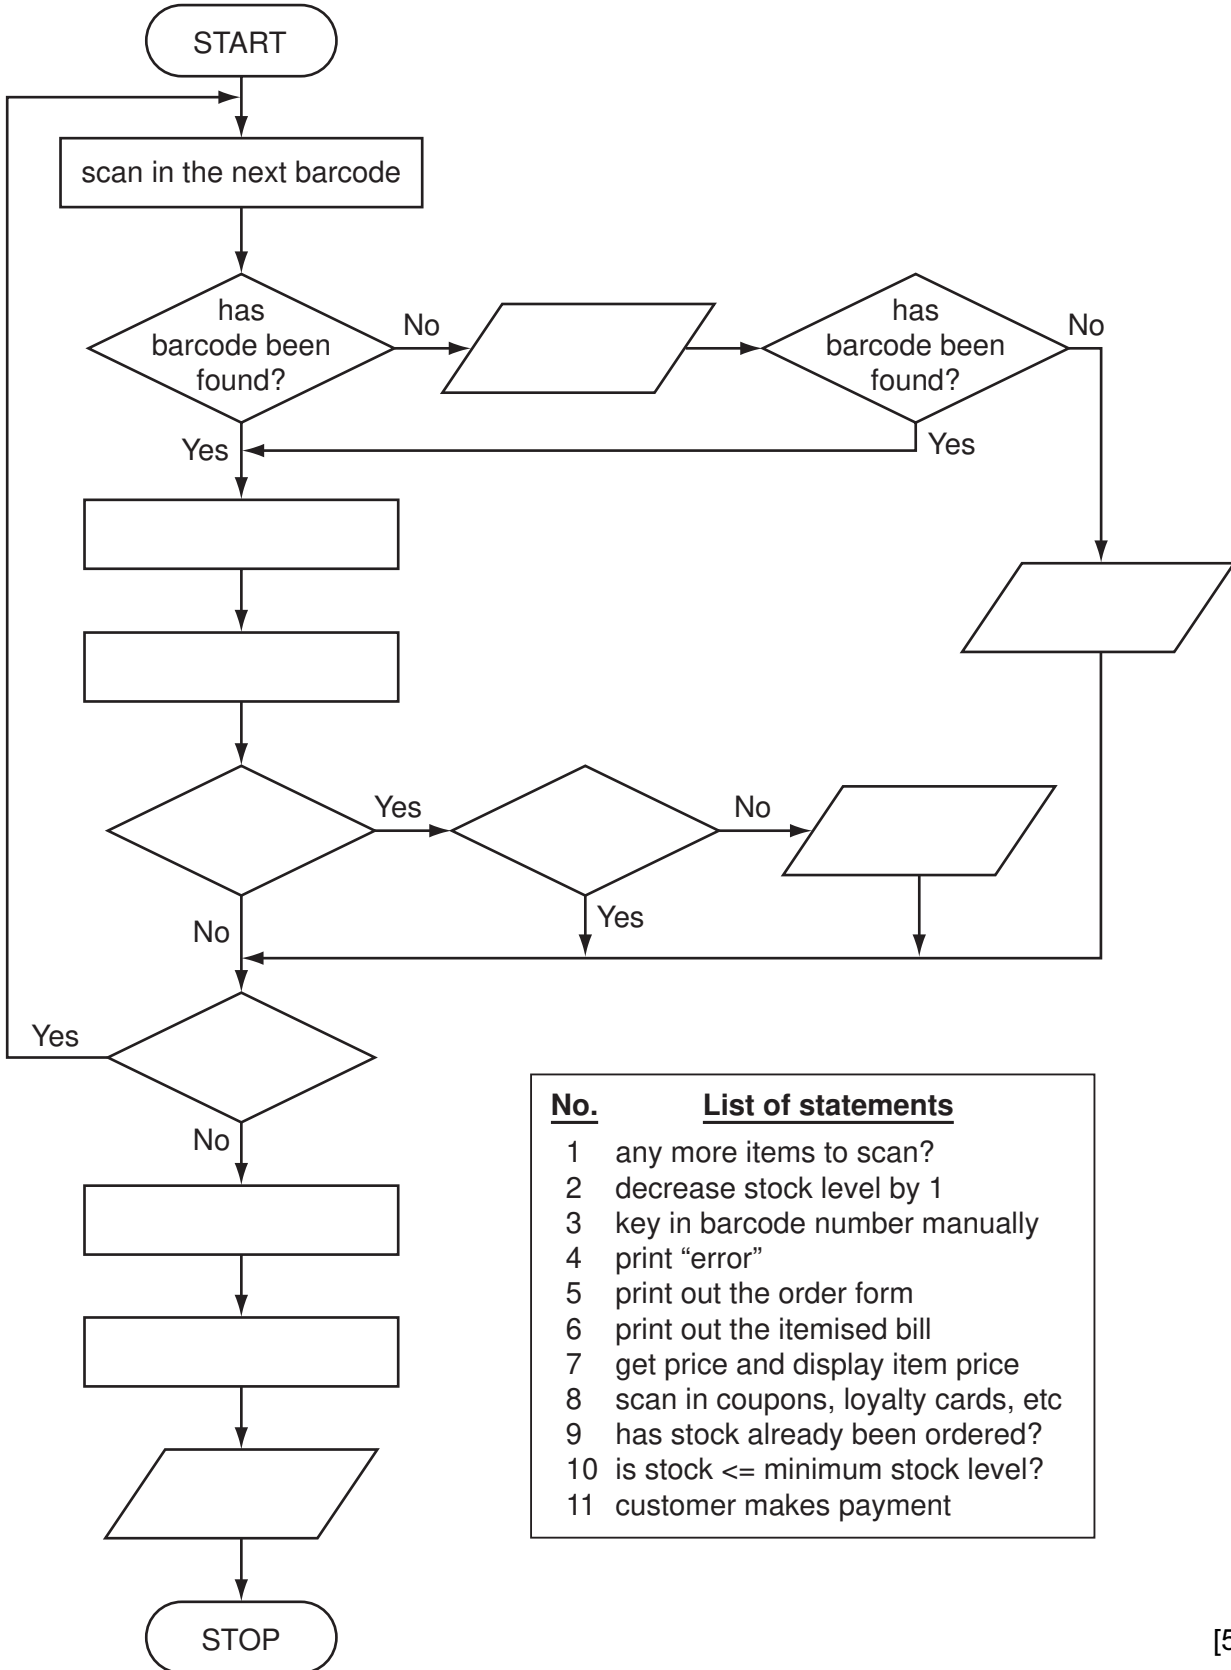 START
scan in the next barcode
has
barcode been
found?
No
has
barcode been
found?
No
Yes
Yes
Yes
No
Yes
No
Yes
No
No. List of statements
1 any more items to scan?
2 decrease stock level by 1
3 key in barcode number manually
4 print “error”
5 print out the order form
6 print out the itemised bill
7 get price and display item price
8 scan in coupons, loyalty cards, etc
9 has stock already been ordered?
10 is stock <= minimum stock level?
11 customer makes payment
STOP
[5